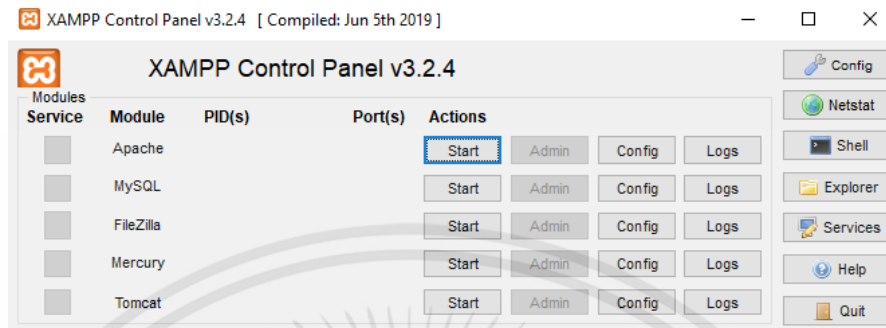 XAMPP Control Panel v3.2.4 [ Compiled: Jun 5th 2019 ]
XAMPP Control Panel v3.2.4
Config
Modules
Service Module PID(s) Port(s) Actions
Netstat
Apache Start Admin Config Logs
Shell
MySQL Start Admin Config Logs
Explorer
FileZilla Start Admin Config Logs
Services
Mercury Start Admin Config Logs
Help
Tomcat Start Admin Config Logs
Quit